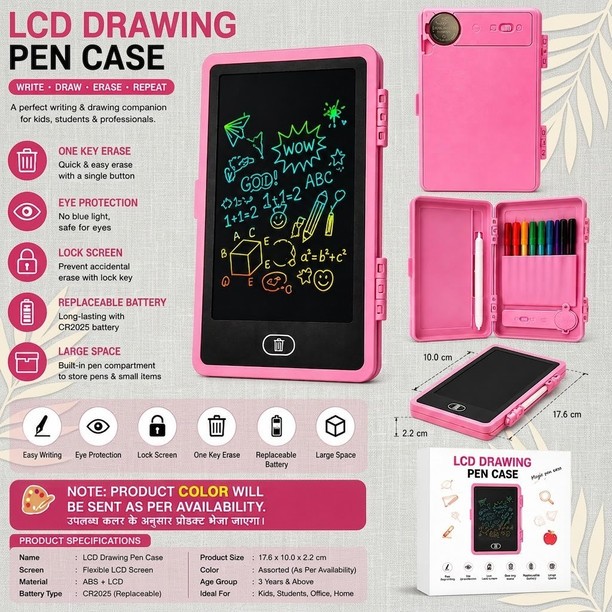 LCD DRAWING
PEN CASE
WRITE • DRAW • ERASE • REPEAT
A perfect writing & drawing companion
for kids, students & professionals.
ONE KEY ERASE
Quick & easy erase
with a single button
EYE PROTECTION
No blue light,
safe for eyes
LOCK SCREEN
Prevent accidental
erase with lock key
REPLACEABLE BATTERY
Long-lasting with
CR2025 battery
LARGE SPACE
Built-in pen compartment
to store pens & small items
WOW
GOD!
ABC
1+1=2
1+1=2
A C
B E
E
Q E
a²=b²+c²
10.0 cm
17.6 cm
2.2 cm
Easy Writing
Eye Protection
Lock Screen
One Key Erase
Replaceable
Battery
Large Space
NOTE: PRODUCT COLOR WILL
BE SENT AS PER AVAILABILITY.
उपलब्ध कलर के अनुसार प्रोडक्ट भेजा जाएगा।
PRODUCT SPECIFICATIONS
Name : LCD Drawing Pen Case
Screen : Flexible LCD Screen
Material : ABS + LCD
Battery Type : CR2025 (Replaceable)
Product Size : 17.6 x 10.0 x 2.2 cm
Color : Assorted (As Per Availability)
Age Group : 3 Years & Above
Ideal For : Kids, Students, Office, Home
LCD DRAWING
PEN CASE
Magic pen case